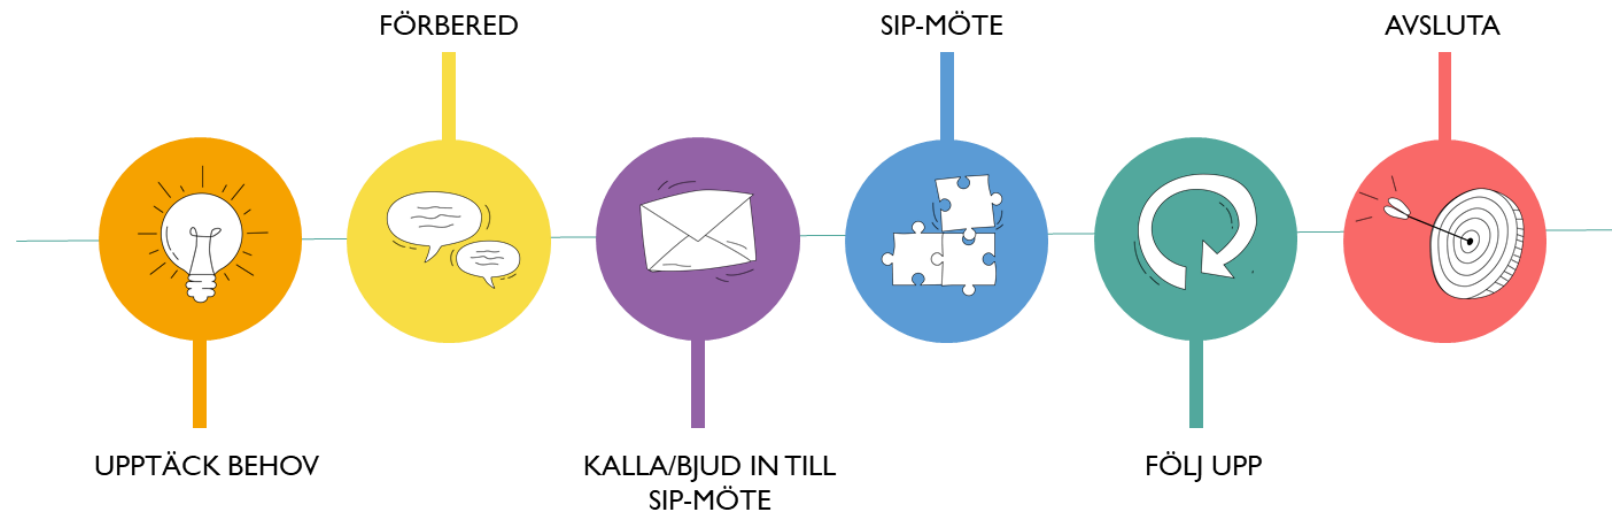 FÖRBERED
SIP-MÖTE
AVSLUTA
UPPTÄCK BEHOV
KALLA/BJUD IN TILL
SIP-MÖTE
FÖLJ UPP